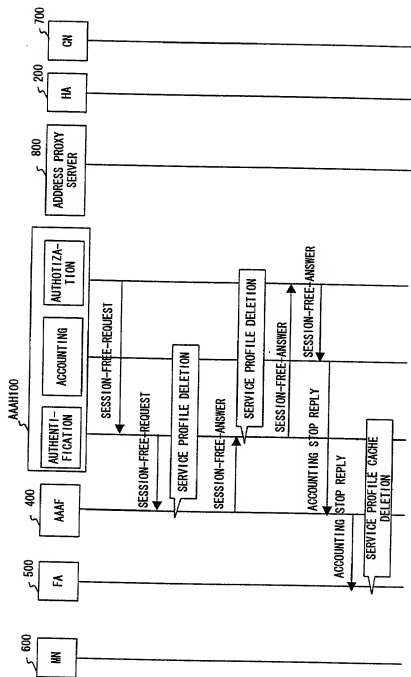 600
MN
500
FA
400
AAAF
AAAH100
AUTHENTI-
FICATION
ACCOUNTING
AUTHOTIZA-
TION
800
ADDRESS PROXY
SERVER
200
HA
700
CN
SESSION-FREE-REQUEST
SESSION-FREE-REQUEST
SERVICE PROFILE DELETION
SESSION-FREE-ANSWER
SERVICE PROFILE DELETION
SESSION-FREE-ANSWER
SESSION-FREE-ANSWER
ACCOUNTING STOP REPLY
ACCOUNTING STOP REPLY
SERVICE PROFILE CACHE
DELETION